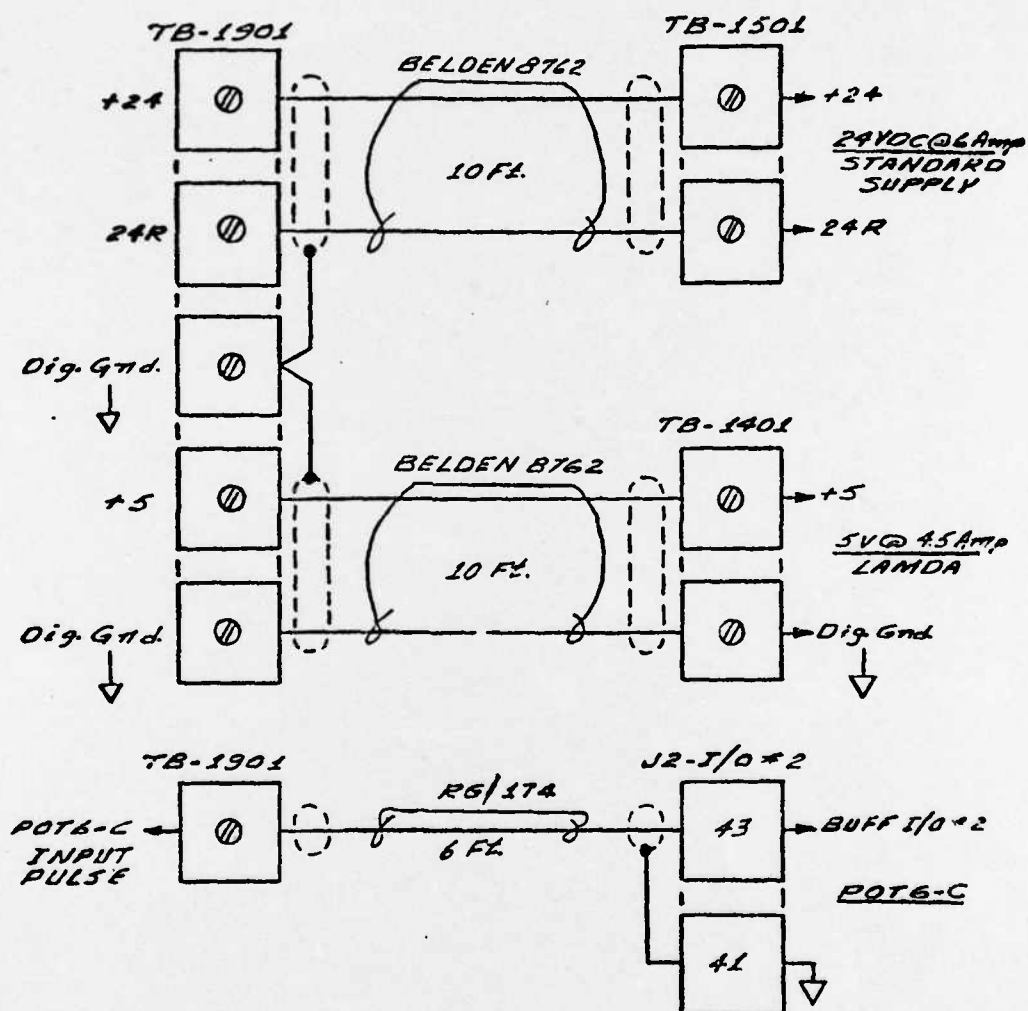 TB-1901
TB-1501
BELDEN 8762
+24
+24
10 Ft.
24VDC@6Amp
STANDARD
SUPPLY
24R
24R
Dig. Gnd.
TB-1401
BELDEN 8762
+5
+5
10 Ft.
5V@4.5Amp
LAMDA
Dig. Gnd.
Dig Gnd
TB-1901
J2-I/O#2
RG/174
POT6-C
INPUT
PULSE
6 Ft.
43
BUFF I/O#2
POT6-C
41